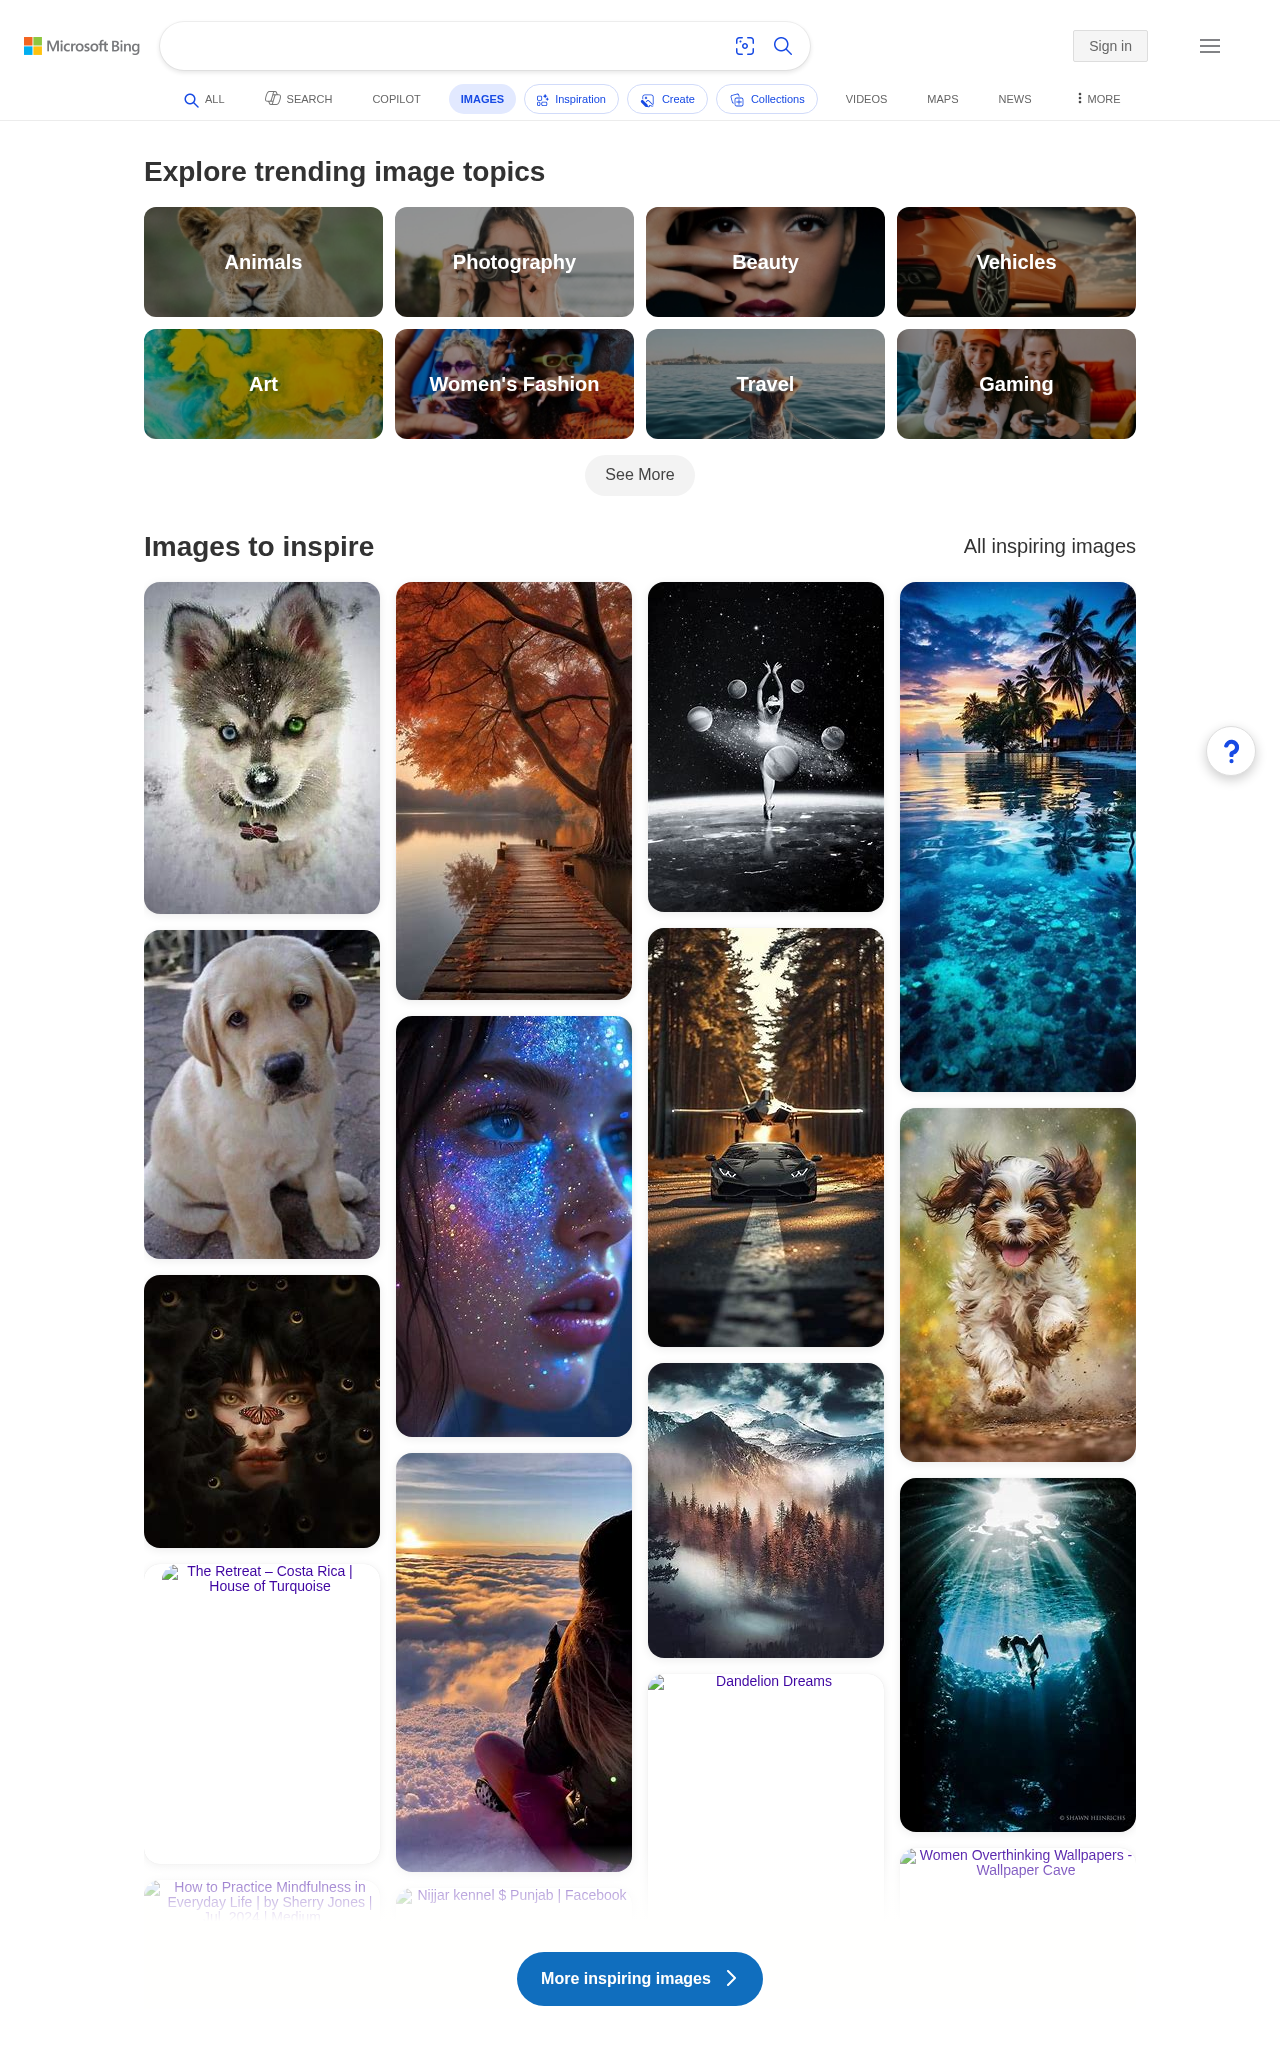 Microsoft Bing
Sign in
ALL
SEARCH
COPILOT
IMAGES
Inspiration
Create
Collections
VIDEOS
MAPS
NEWS
MORE
Explore trending image topics
Animals
Photography
Beauty
Vehicles
Art
Women's Fashion
Travel
Gaming
See More
Images to inspire
All inspiring images
?
The Retreat – Costa Rica |
House of Turquoise
Dandelion Dreams
© SHAWN HEINRICHS
Women Overthinking Wallpapers -
Wallpaper Cave
How to Practice Mindfulness in
Everyday Life | by Sherry Jones |
Jul, 2024 | Medium
Nijjar kennel $ Punjab | Facebook
More inspiring images